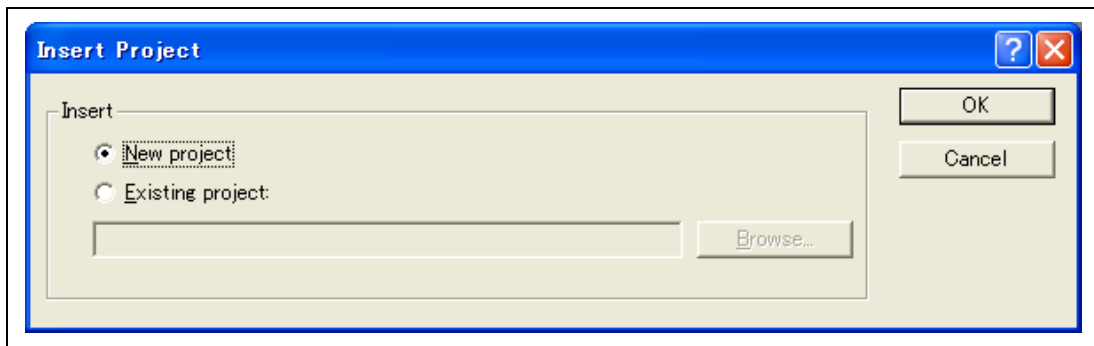 Insert Project
Insert
New project
Existing project:
Browse...
OK
Cancel